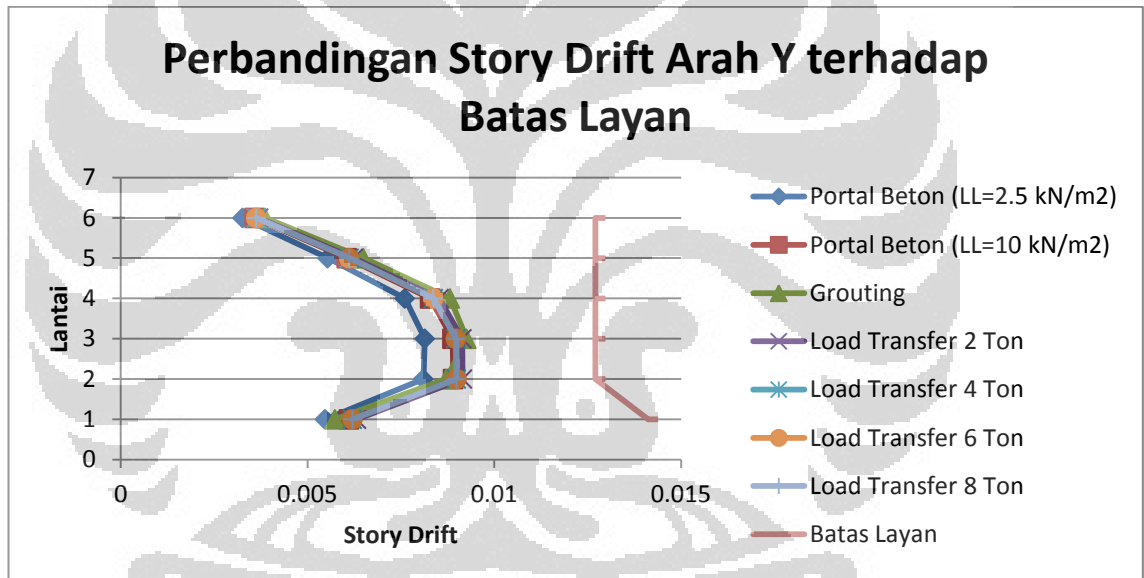 Perbandingan Story Drift Arah Y terhadap
Batas Layan
7
6
5
4
3
2
1
0
Lantai
0
0.005
0.01
0.015
Story Drift
Portal Beton (LL=2.5 kN/m2)
Portal Beton (LL=10 kN/m2)
Grouting
Load Transfer 2 Ton
Load Transfer 4 Ton
Load Transfer 6 Ton
Load Transfer 8 Ton
Batas Layan